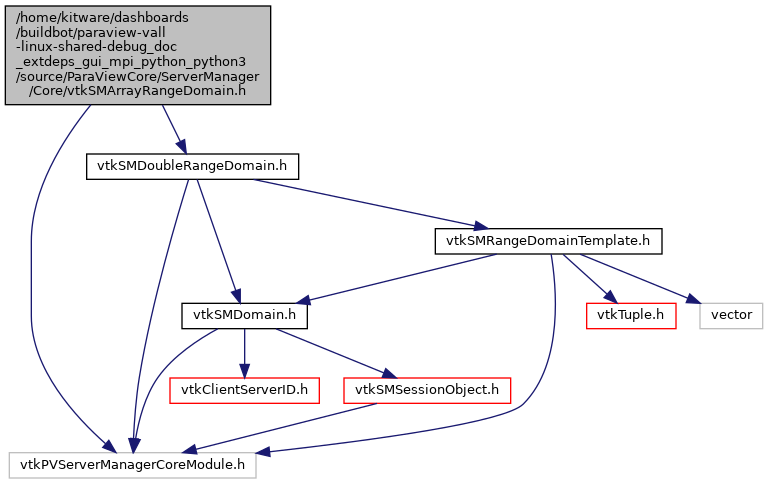 /home/kitware/dashboards
/buildbot/paraview-vall
-linux-shared-debug_doc
_extdeps_gui_mpi_python_python3
/source/ParaViewCore/ServerManager
/Core/vtkSMArrayRangeDomain.h
vtkSMDoubleRangeDomain.h
vtkSMRangeDomainTemplate.h
vtkSMDomain.h
vtkTuple.h
vector
vtkClientServerID.h
vtkSMSessionObject.h
vtkPVServerManagerCoreModule.h